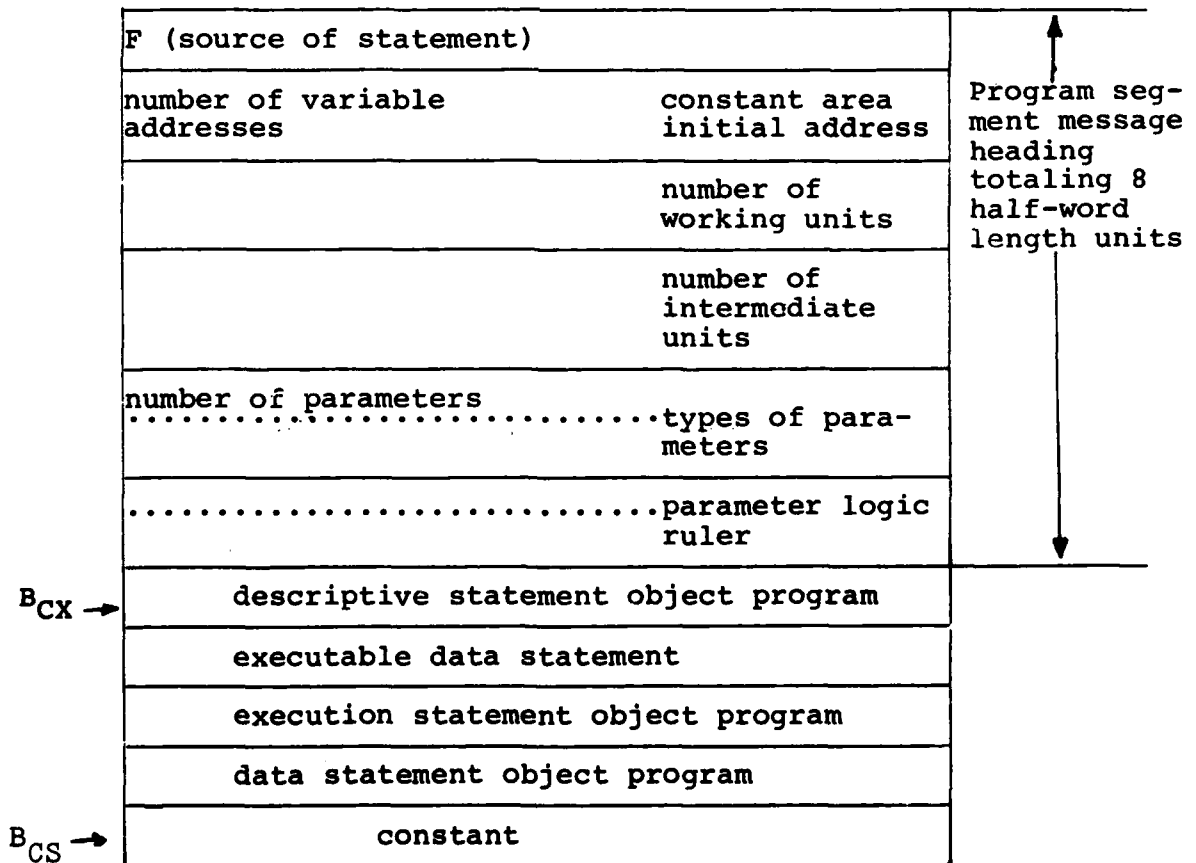 F (source of statement)
number of variable addresses
constant area initial address
Program seg-
ment message
heading
totaling 8
half-word
length units
number of
working units
number of
intermediate
units
number of parameters
..............................types of para-
meters
..............................parameter logic
ruler
BCX → descriptive statement object program
executable data statement
execution statement object program
data statement object program
BCS → constant